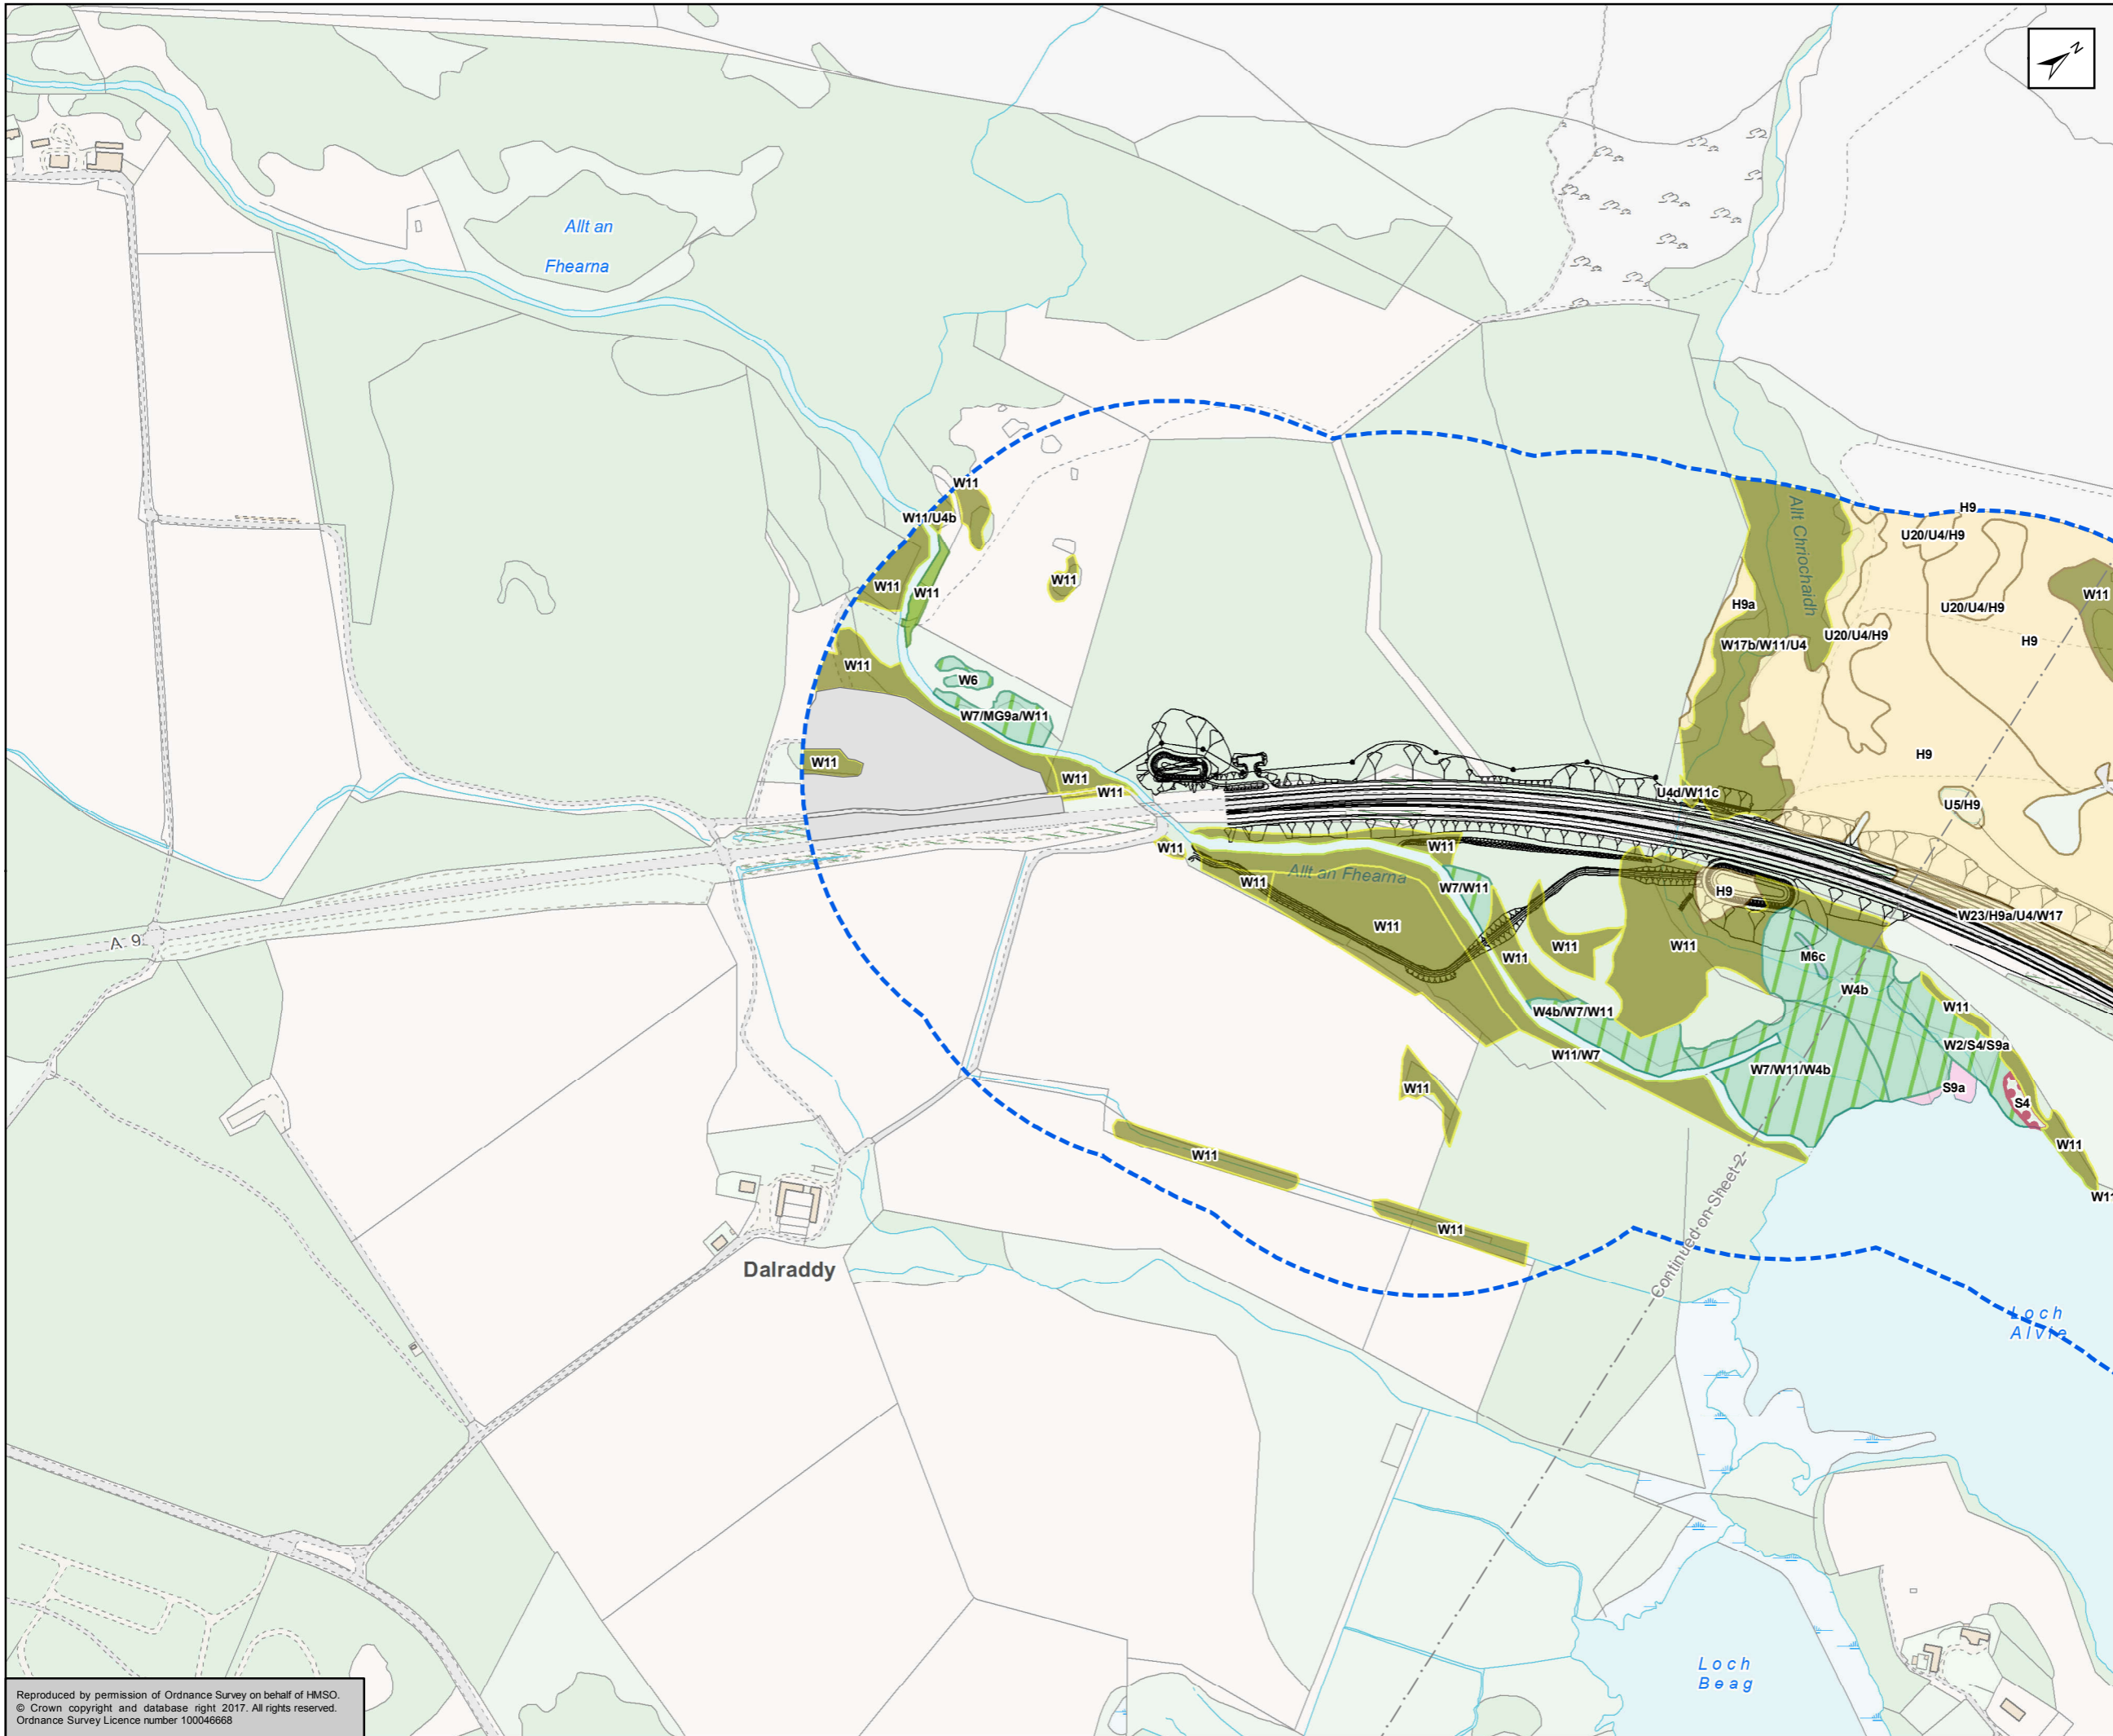 N
Allt an
Fhearna
W11
H9
W11/U4b
U20/U4/H9
Allt Chriochaidh
W11
W11
W11
W11
H9a
U20/U4/H9
U20/U4/H9
H9
W17b/W11/U4
W11
W6
W7/MG9a/W11
H9
W11
W11
W11
U4d/W11c
U5/H9
W11
W11
Allt an Fhearna
W11
W7/W11
H9
W23/H9a/U4/W17
A 9
W11
W11
W11
W11
M6c
W4b
W11
W4b/W7/W11
W2/S4/S9a
W11/W7
W7/W11/W4b
W11
S9a
S4
W11
W11
W11
W11
Continued on Sheet 2
Dalraddy
Loch
Alvie
Loch
Beag
Reproduced by permission of Ordnance Survey on behalf of HMSO.
© Crown copyright and database right 2017. All rights reserved.
Ordnance Survey Licence number 100046668